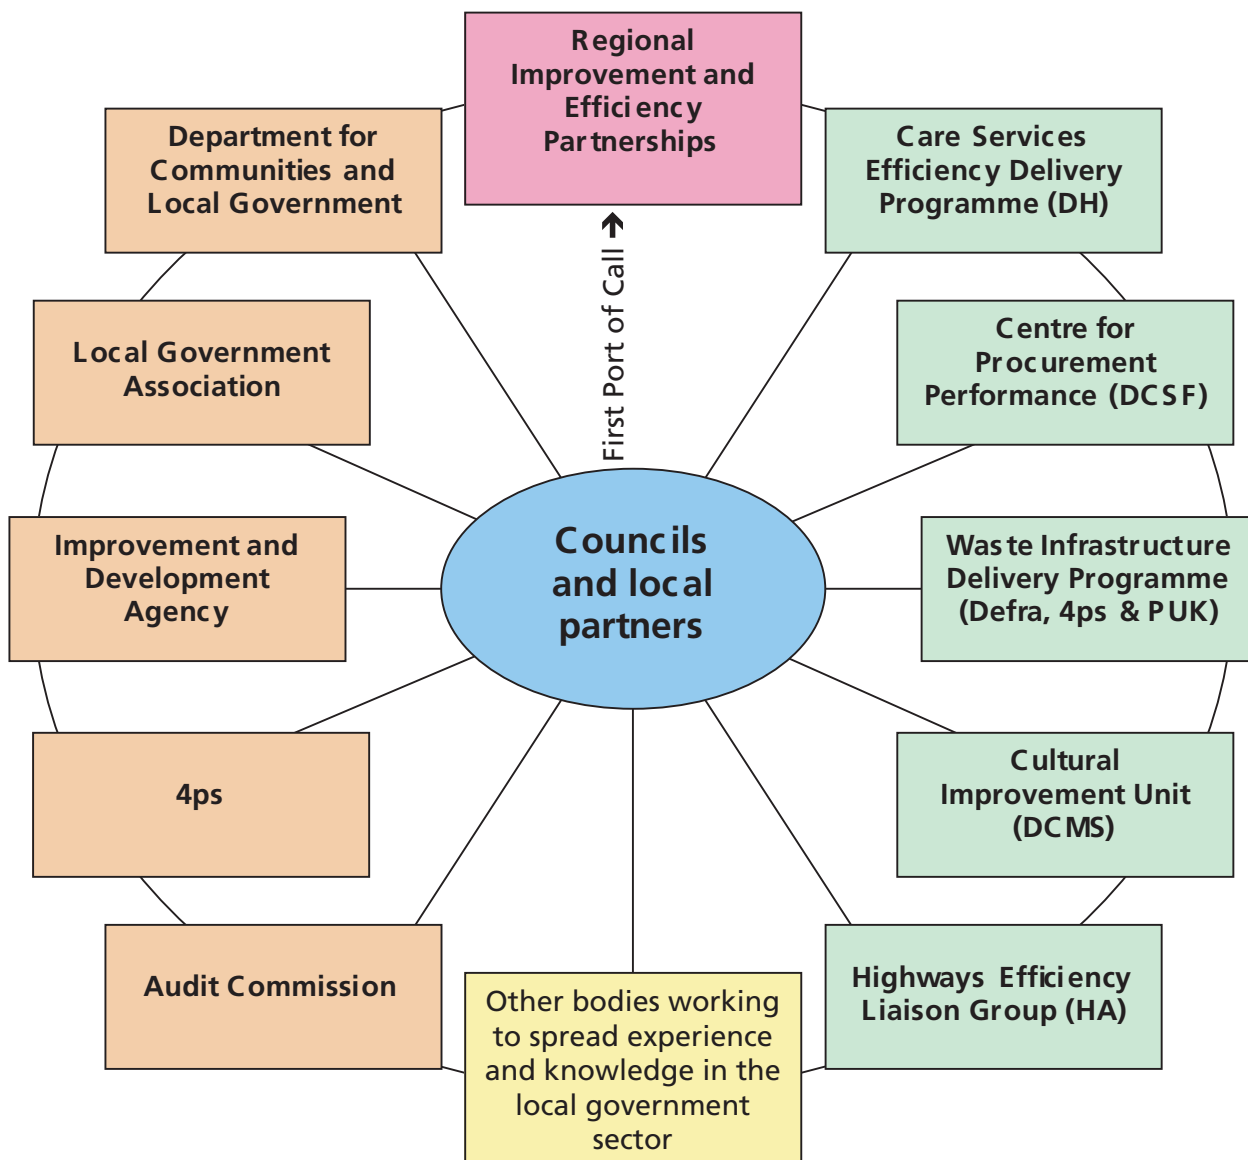 Regional
Improvement and
Efficiency
Partnerships
Department for
Communities and
Local Government
Care Services
Efficiency Delivery
Programme (DH)
First Port of Call →
Local Government
Association
Centre for
Procurement
Performance (DCSF)
Improvement and
Development
Agency
Councils
and local
partners
Waste Infrastructure
Delivery Programme
(Defra, 4ps & PUK)
4ps
Cultural
Improvement Unit
(DCMS)
Audit Commission
Other bodies working
to spread experience
and knowledge in the
local government
sector
Highways Efficiency
Liaison Group (HA)